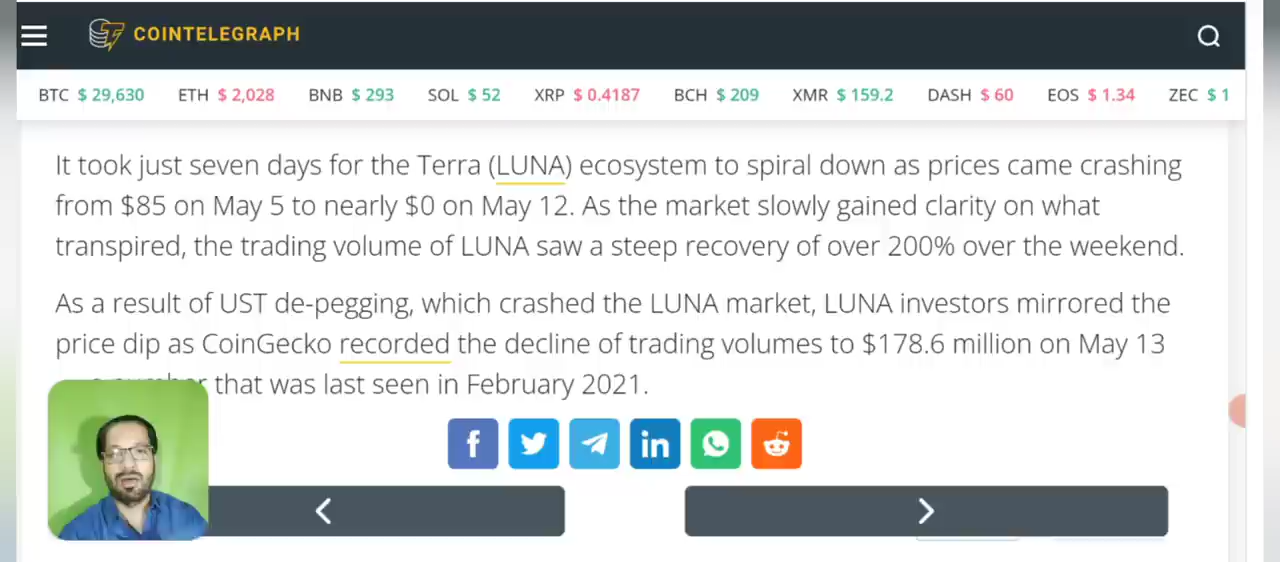 COINTELEGRAPH
BTC $ 29,630 ETH $ 2,028 BNB $ 293 SOL $ 52 XRP $ 0.4187 BCH $ 209 XMR $ 159.2 DASH $ 60 EOS $ 1.34 ZEC $ 1
It took just seven days for the Terra (LUNA) ecosystem to spiral down as prices came crashing
from $85 on May 5 to nearly $0 on May 12. As the market slowly gained clarity on what
transpired, the trading volume of LUNA saw a steep recovery of over 200% over the weekend.
As a result of UST de-pegging, which crashed the LUNA market, LUNA investors mirrored the
price dip as CoinGecko recorded the decline of trading volumes to $178.6 million on May 13
a number that was last seen in February 2021.
f in